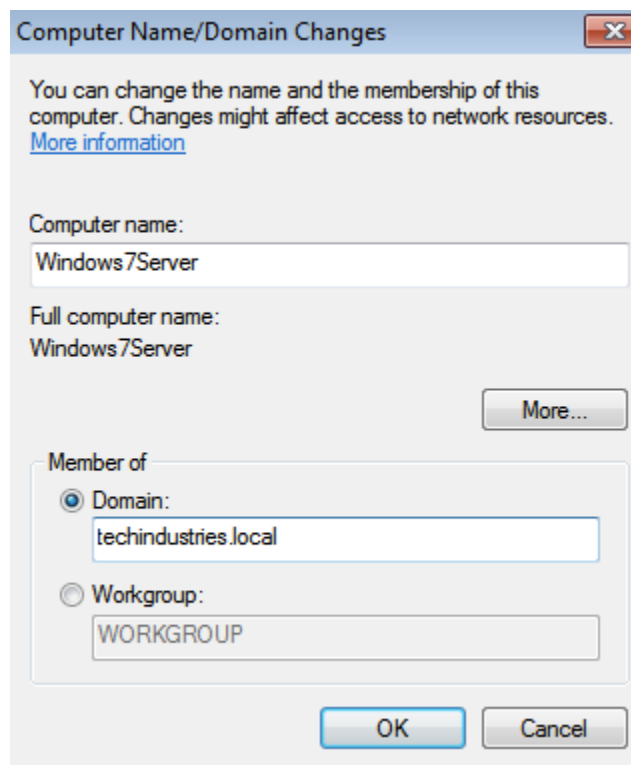 Computer Name/Domain Changes
You can change the name and the membership of this
computer. Changes might affect access to network resources.
More information
Computer name:
Windows7Server
Full computer name:
Windows7Server
More...
Member of
Domain:
techindustries.local
Workgroup:
WORKGROUP
OK Cancel